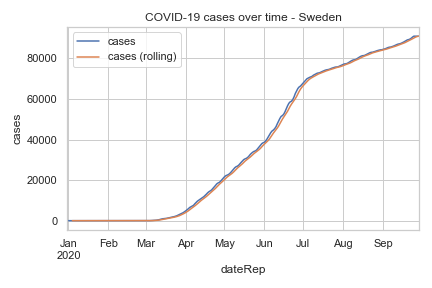 COVID-19 cases over time - Sweden
cases
cases (rolling)
80000
60000
40000
20000
0
cases
Jan Feb Mar Apr May Jun Jul Aug Sep
2020
dateRep